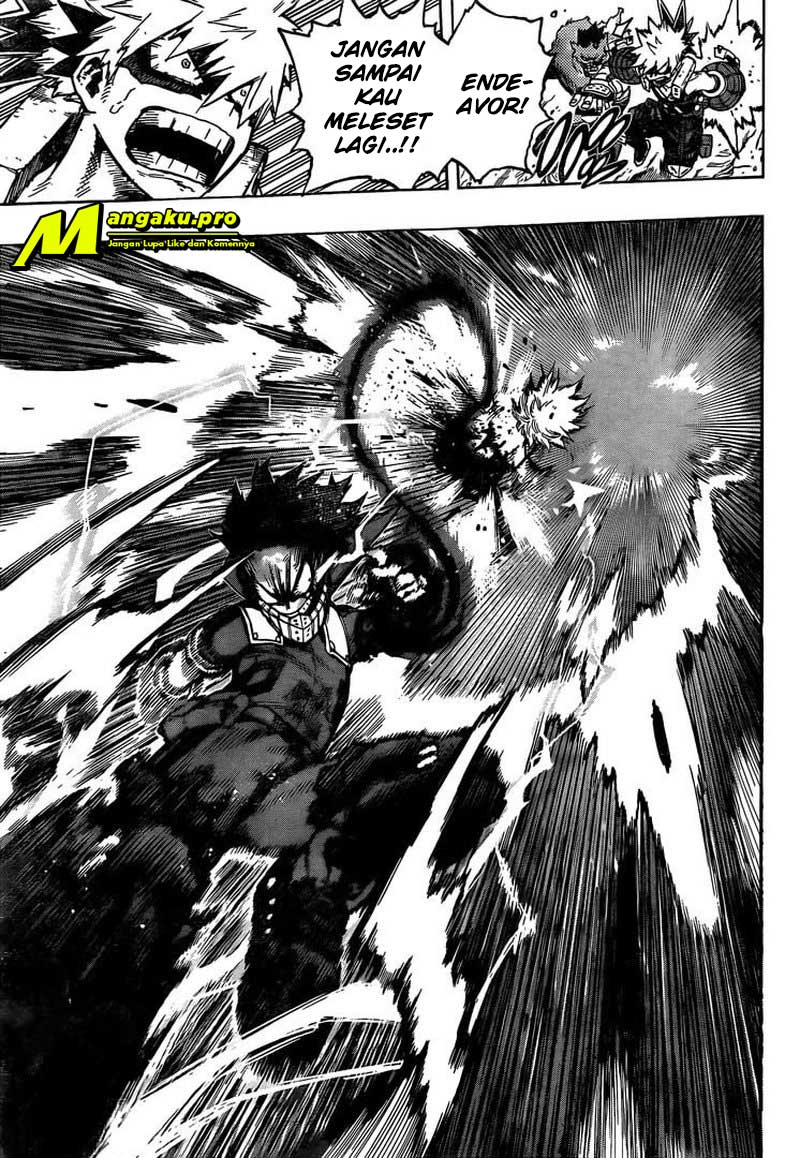 ENDE-
AVOR!
JANGAN
SAMPAI
KAU
MELESET
LAGI..!!
Mangaku.pro
Jangan Lupa Like dan Komennya